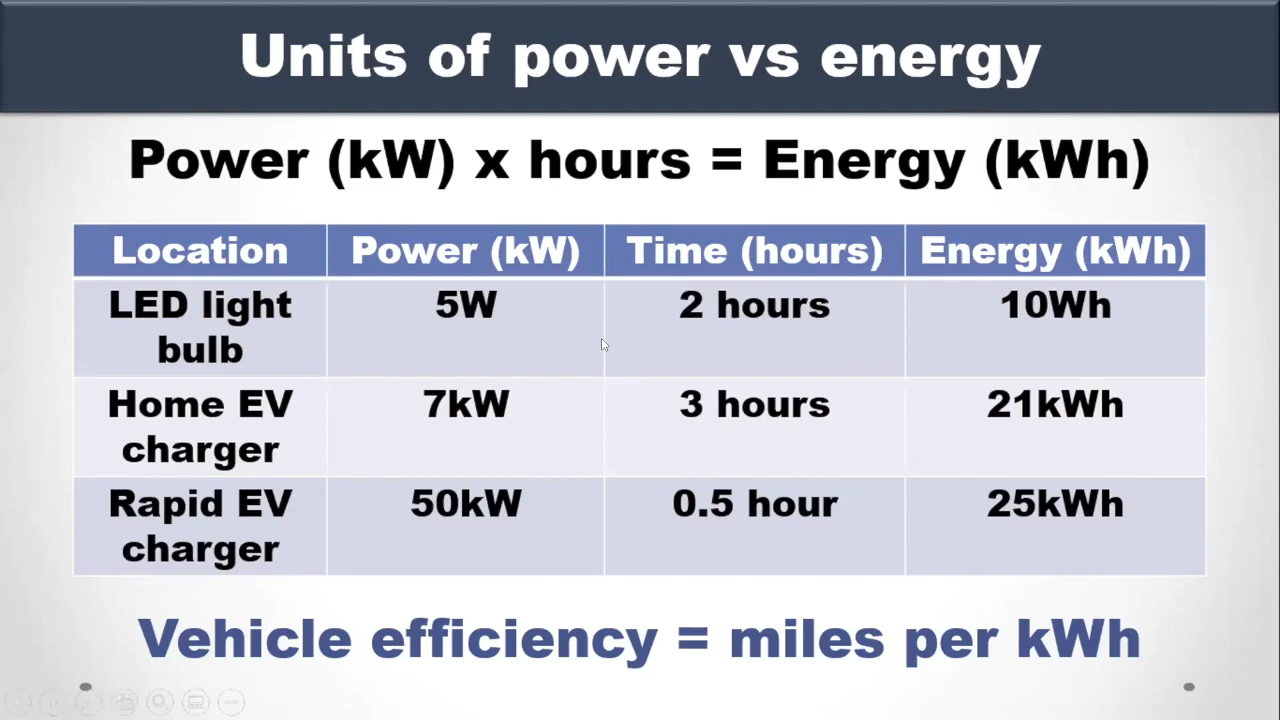 Units of power vs energy
Power (kW) x hours = Energy (kWh)
Location Power (kW) Time (hours) Energy (kWh)
LED light bulb 5W 2 hours 10Wh
Home EV charger 7kW 3 hours 21kWh
Rapid EV charger 50kW 0.5 hour 25kWh
Vehicle efficiency = miles per kWh